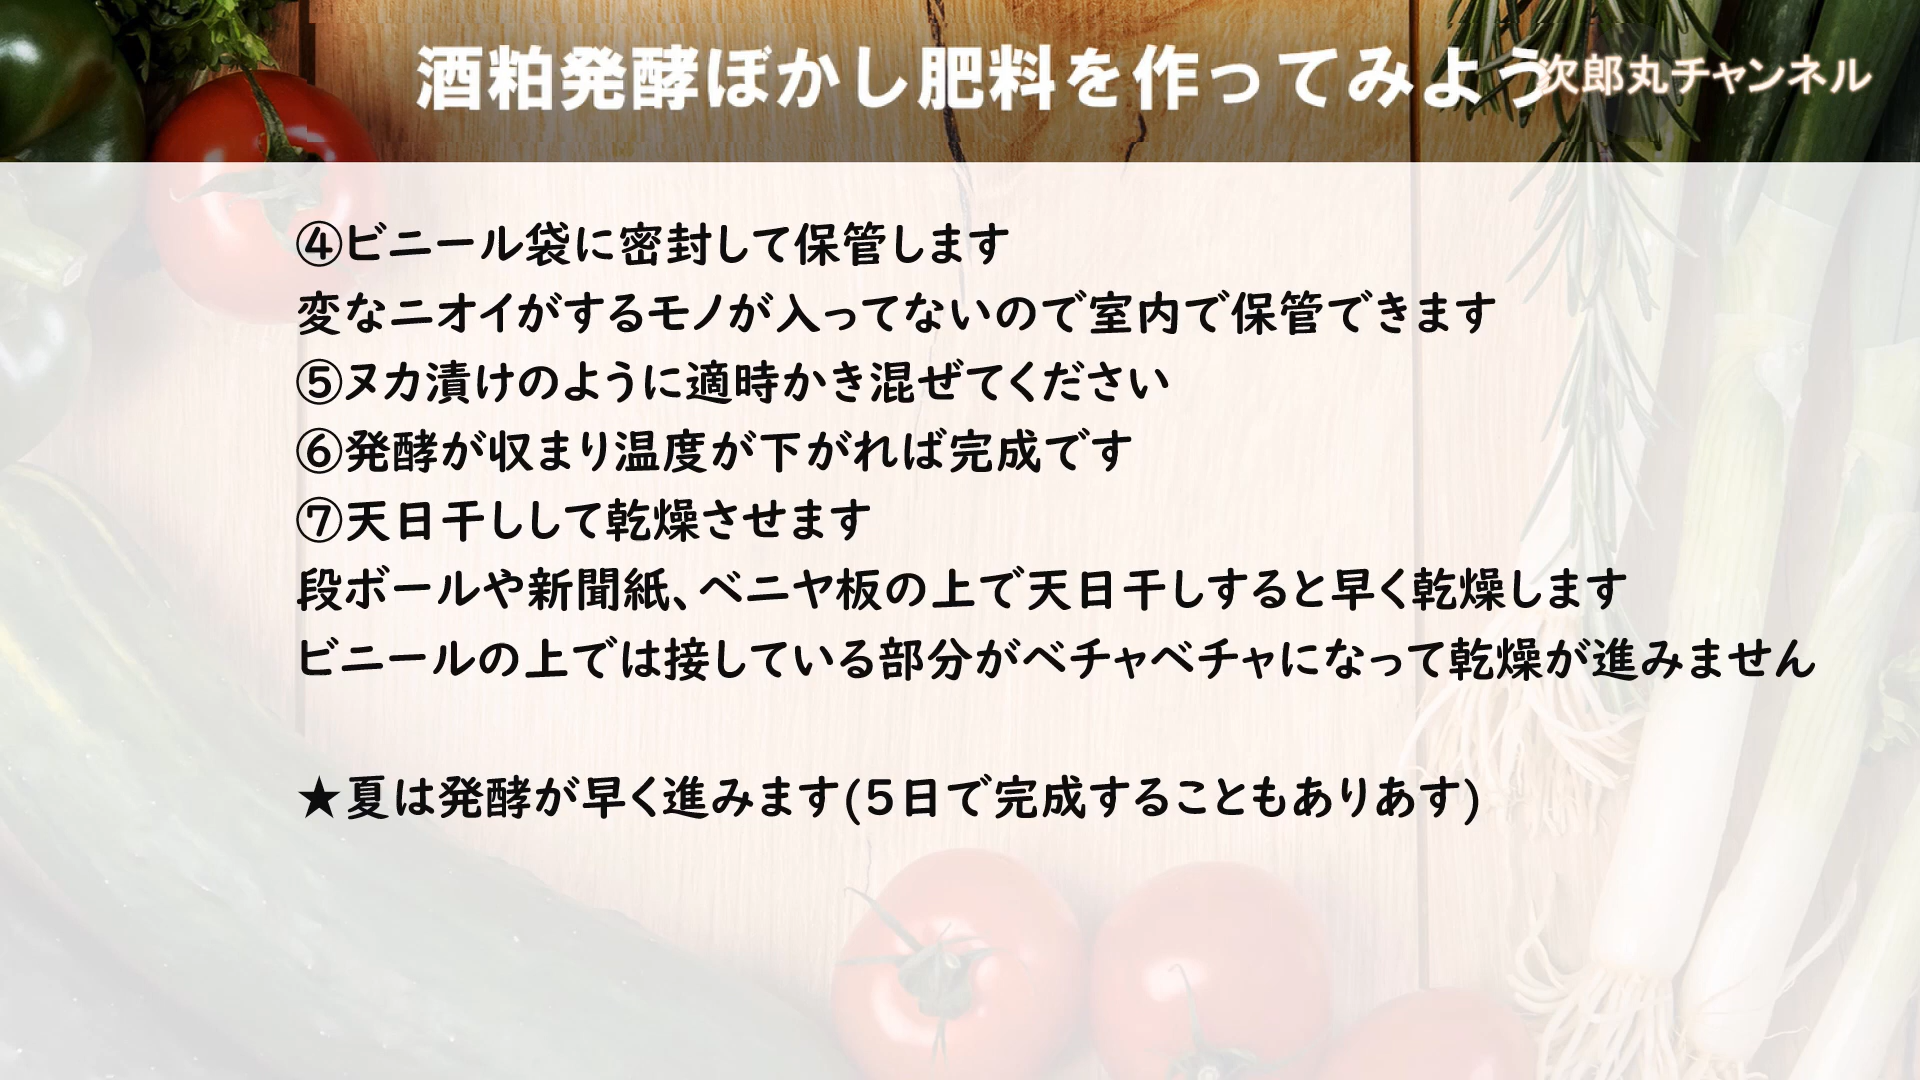 酒粕発酵ぼかし肥料を作ってみよう
次郎丸チャンネル
④ビニール袋に密封して保管します
変なニオイがするモノが入ってないので室内で保管できます
⑤ヌカ漬けのように適時かき混ぜてください
⑥発酵が収まり温度が下がれば完成です
⑦天日干しして乾燥させます
段ボールや新聞紙、ベニヤ板の上で天日干しすると早く乾燥します
ビニールの上では接している部分がベチャベチャになって乾燥が進みません
★夏は発酵が早く進みます(5日で完成することもありあす)